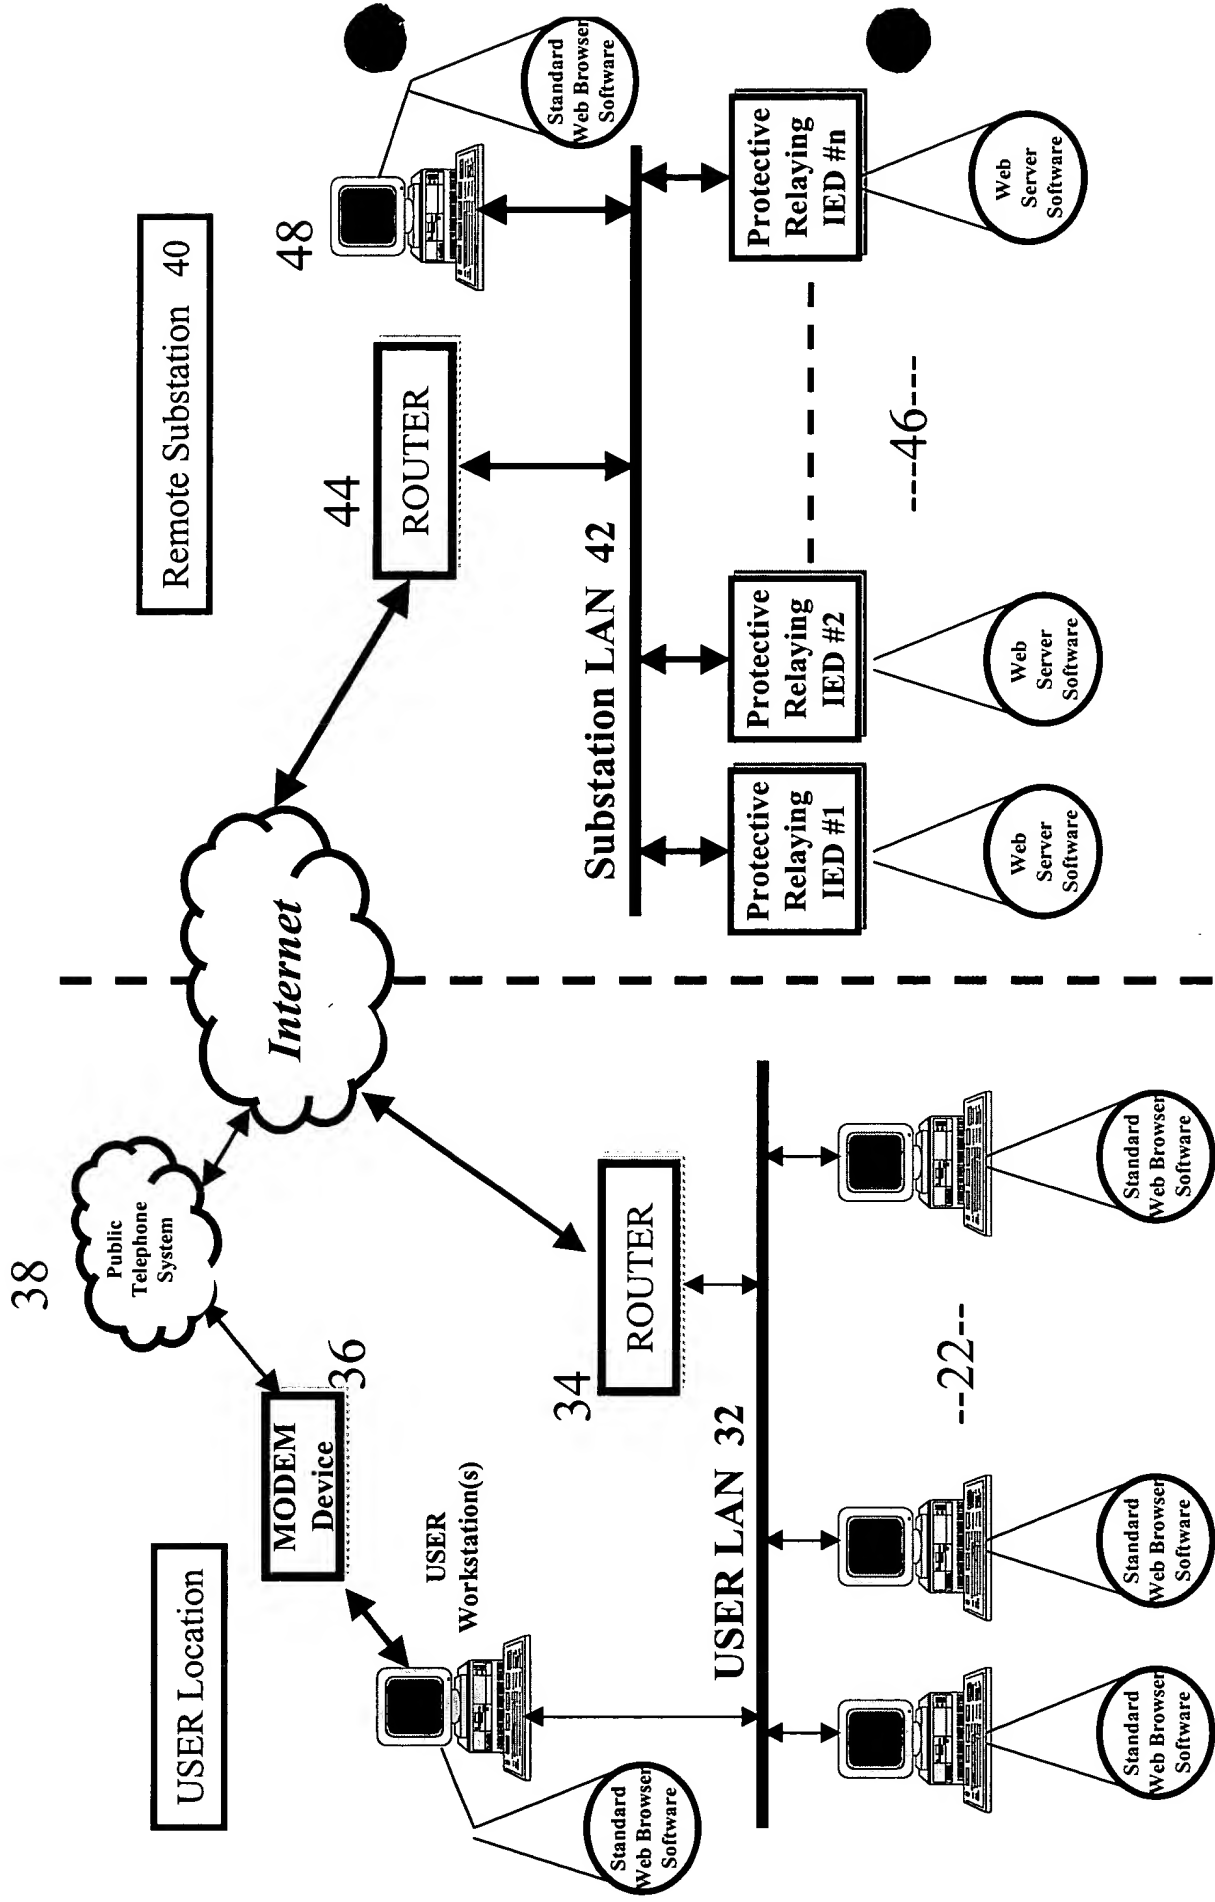 USER Location
Remote Substation 40
38
Public
Telephone
System
Internet
MODEM
Device
36
44
ROUTER
48
Standard
Web Browser
Software
USER
Workstation(s)
Standard
Web Browser
Software
34
ROUTER
Substation LAN 42
USER LAN 32
Protective
Relaying
IED #1
Protective
Relaying
IED #2
Protective
Relaying
IED #n
----46----
--22--
Web
Server
Software
Web
Server
Software
Web
Server
Software
Standard
Web Browser
Software
Standard
Web Browser
Software
Standard
Web Browser
Software